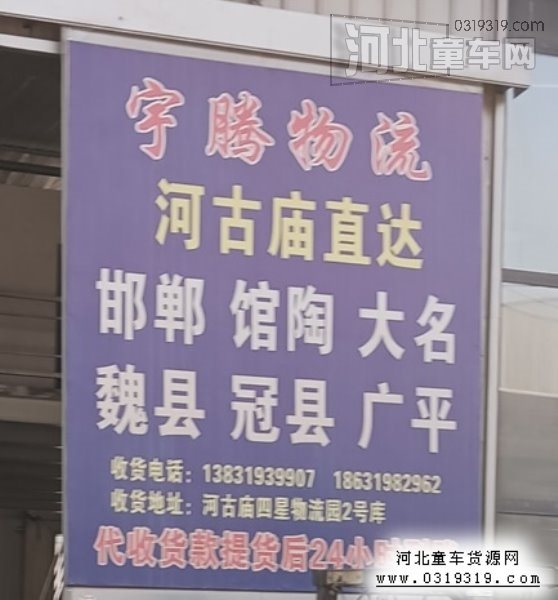 0319319.com
河北童车网
宇腾物流
河古庙直达
邯郸 馆陶 大名
魏县 冠县 广平
收货电话：13831939907 18631982962
收货地址：河古庙四星物流园2号库
代收货款提货后24小时
河北童车货源网
www.0319319.com